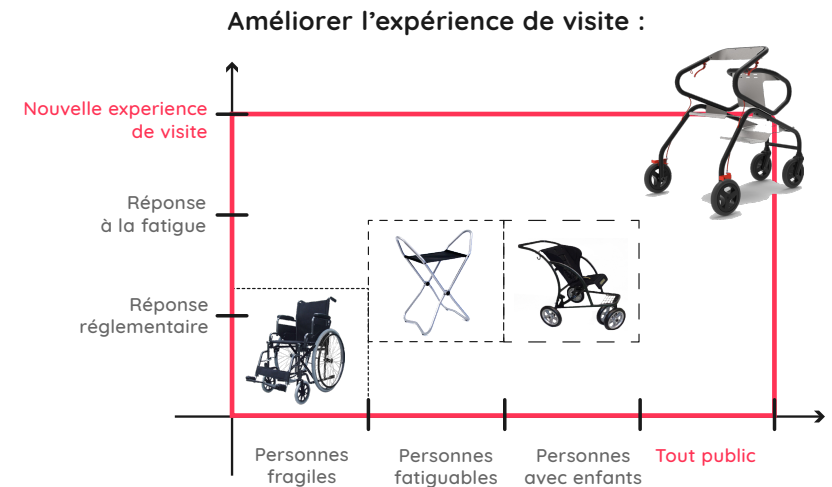 Améliorer l’expérience de visite :
Nouvelle experience
de visite
Réponse
à la fatigue
Réponse
réglementaire
Personnes
fragiles
Personnes
fatiguables
Personnes
avec enfants
Tout public